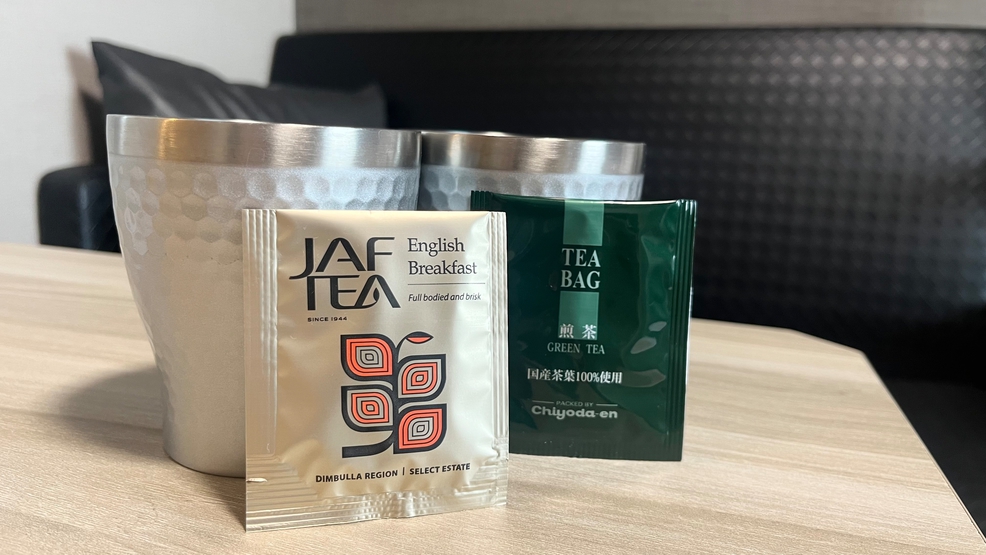 JAF
TEA
SINCE 1944
English
Breakfast
Full bodied and brisk
DIMBULLA REGION | SELECT ESTATE
TEA
BAG
煎茶
GREEN TEA
国産茶葉100%使用
PACKED BY
Chiyoda-en